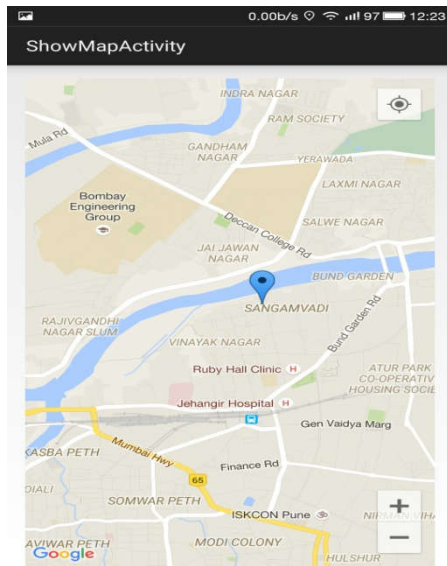 0.00b/s 97 12:23
ShowMapActivity
INDRA NAGAR
RAM SOCIETY
Mula Rd
GANDHAM
NAGAR
YERAWADA
LAXMI NAGAR
Bombay
Engineering
Group
Deccan College Rd
SALWE NAGAR
JAI JAWAN
NAGAR
BUND GARDEN
SANGAMVADI
RAJIVGANDHI
NAGAR SLUM
VINAYAK NAGAR
Bund Garden Rd
Ruby Hall Clinic H
ATUR PARK
CO-OPERATIV
HOUSING SOCIE
Jehangir Hospital H
Gen Vaidya Marg
Mumbai Hwy
KASBA PETH
Finance Rd
65
DIALI
SOMWAR PETH
+
ISKCON Pune
−
AVIWAR PETH
MODI COLONY
Google
HULSHUR